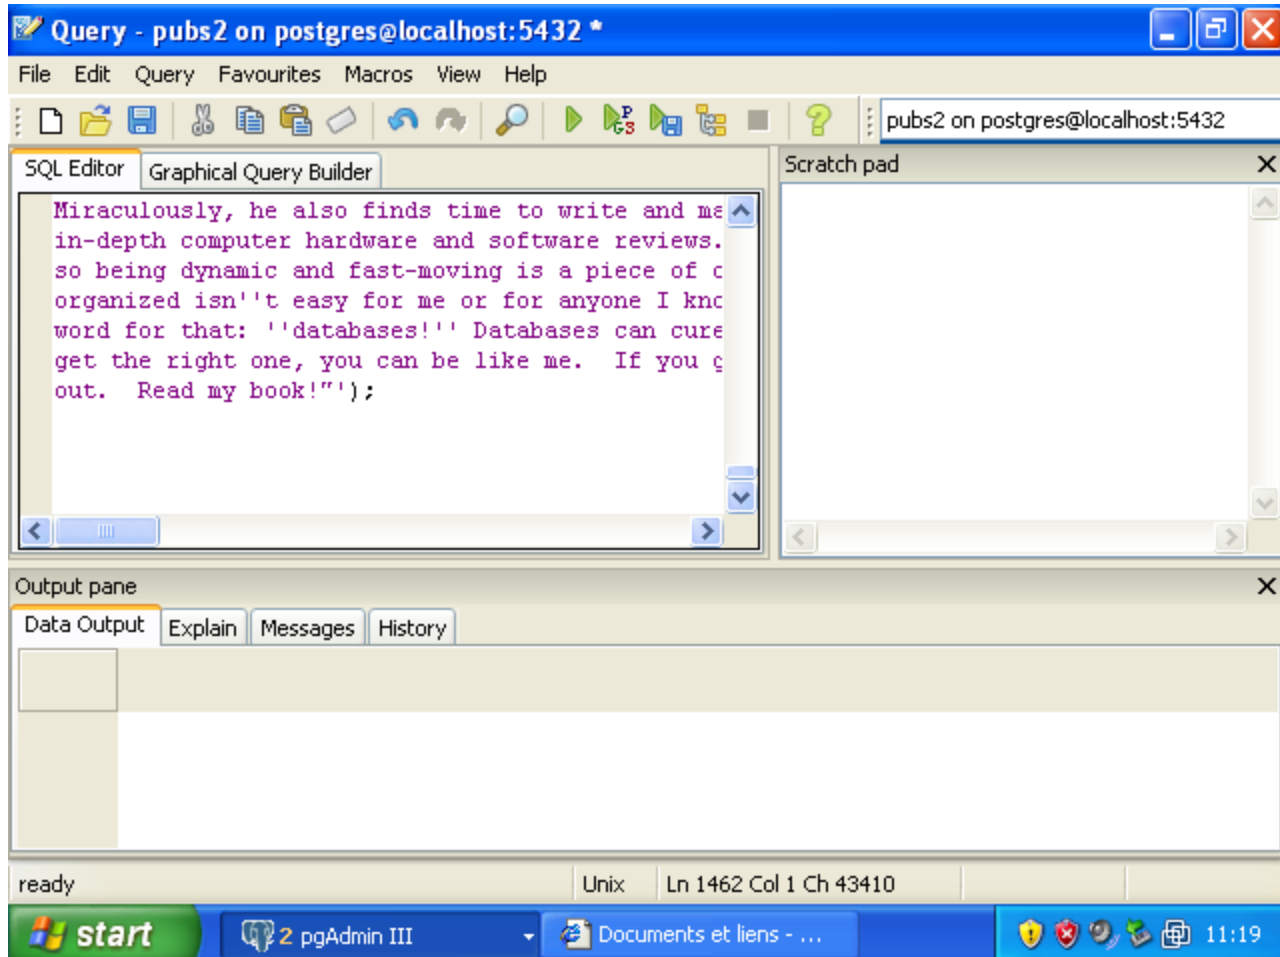 Query - pubs2 on postgres@localhost:5432 *
File Edit Query Favourites Macros View Help
pubs2 on postgres@localhost:5432
SQL Editor Graphical Query Builder
Scratch pad
Miraculously, he also finds time to write and ma
in-depth computer hardware and software reviews.
so being dynamic and fast-moving is a piece of c
organized isn''t easy for me or for anyone I kno
word for that: ''databases!'' Databases can cure
get the right one, you can be like me.  If you g
out.  Read my book!”');
Output pane
Data Output Explain Messages History
ready Unix Ln 1462 Col 1 Ch 43410
start 2 pgAdmin III Documents et liens - ... 11:19